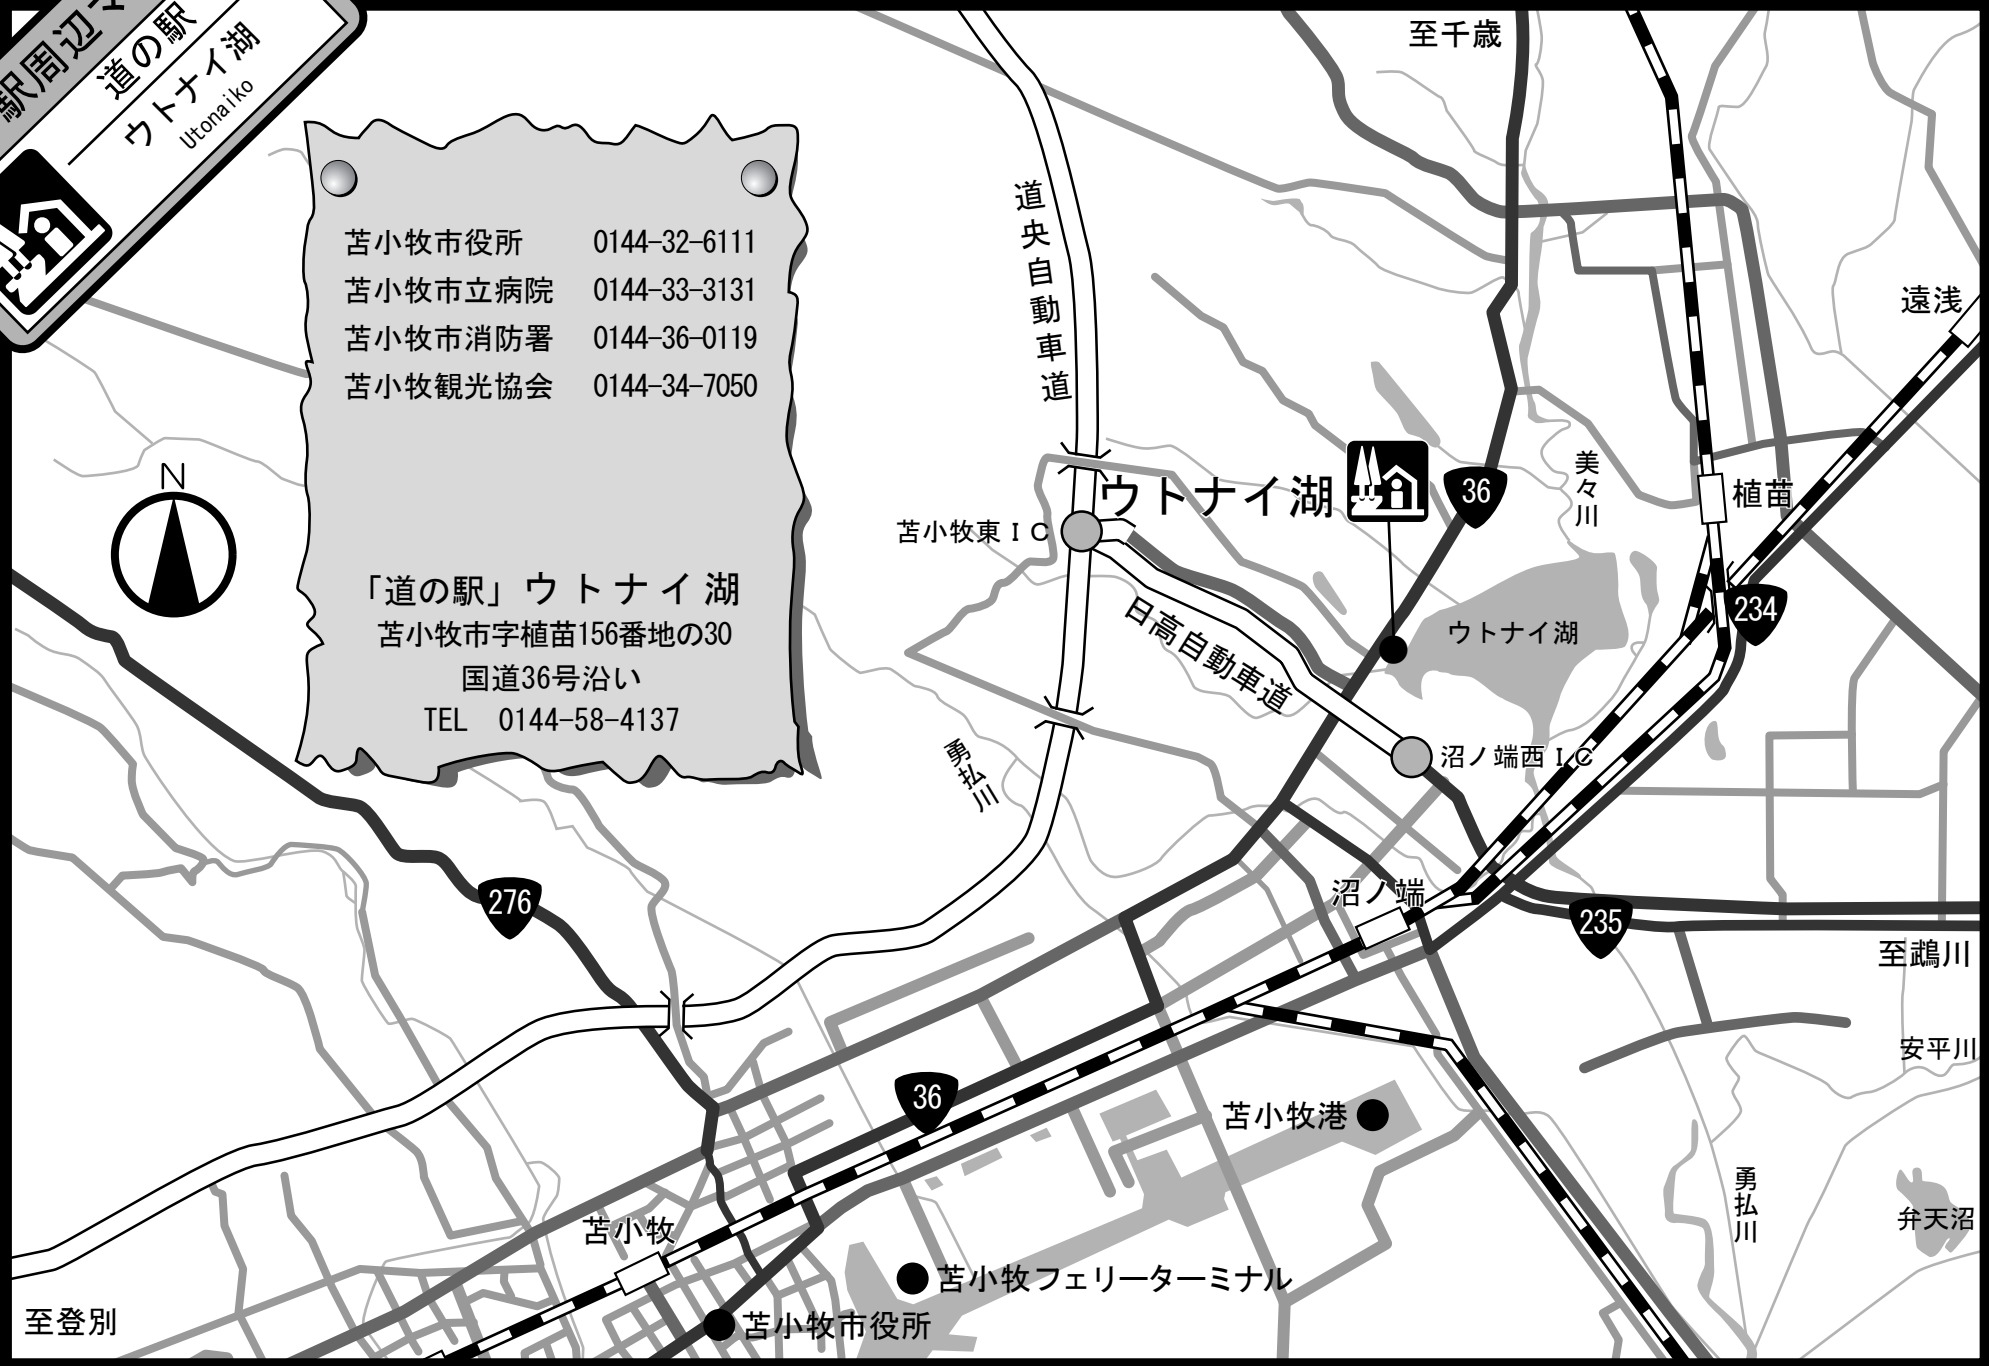 駅周辺マ
道の駅
ウトナイ湖
Utonaiko
苫小牧市役所　0144-32-6111
苫小牧市立病院　0144-33-3131
苫小牧市消防署　0144-36-0119
苫小牧観光協会　0144-34-7050
「道の駅」ウトナイ湖
苫小牧市字植苗156番地の30
国道36号沿い
TEL　0144-58-4137
N
至千歳
道央自動車道
遠浅
美々川
植苗
ウトナイ湖
36
苫小牧東ＩＣ
日高自動車道
234
ウトナイ湖
沼ノ端西ＩＣ
勇払川
沼ノ端
276
235
至鵡川
安平川
36
苫小牧港
勇払川
弁天沼
苫小牧
苫小牧フェリーターミナル
苫小牧市役所
至登別